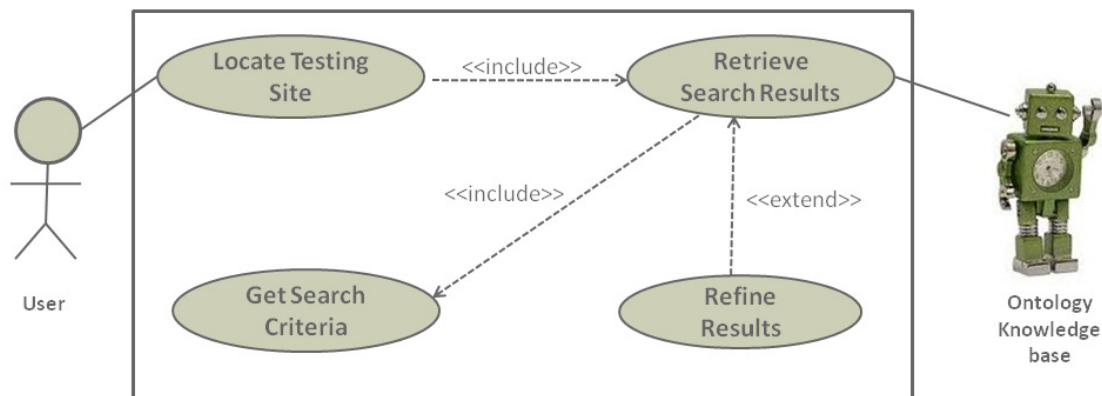 Locate Testing
Site
<<include>>
Retrieve
Search Results
<<include>>
<<extend>>
Get Search
Criteria
Refine
Results
User
Ontology
Knowledge
base